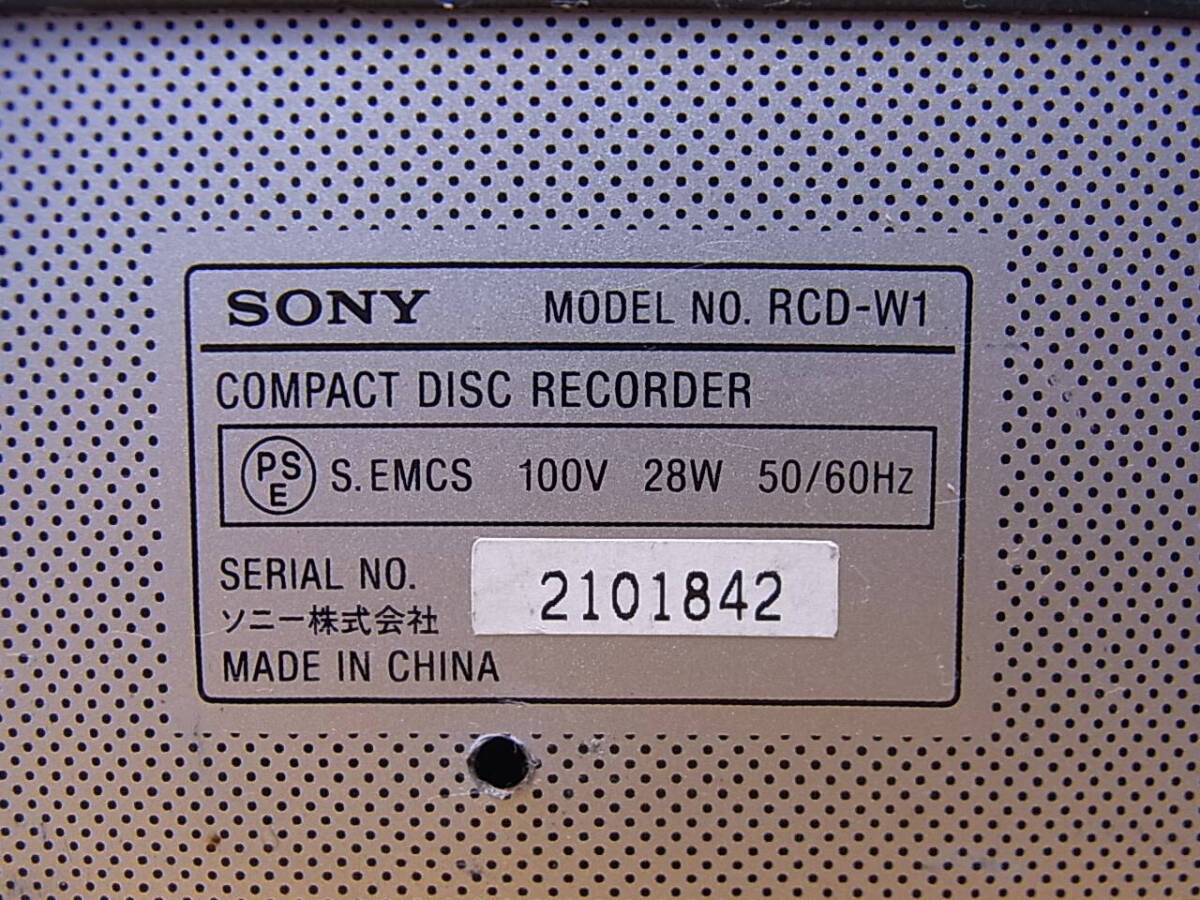 SONY MODEL NO. RCD-W1
COMPACT DISC RECORDER
PSE S.EMCS 100V 28W 50/60Hz
SERIAL NO. 2101842
ソニー株式会社
MADE IN CHINA